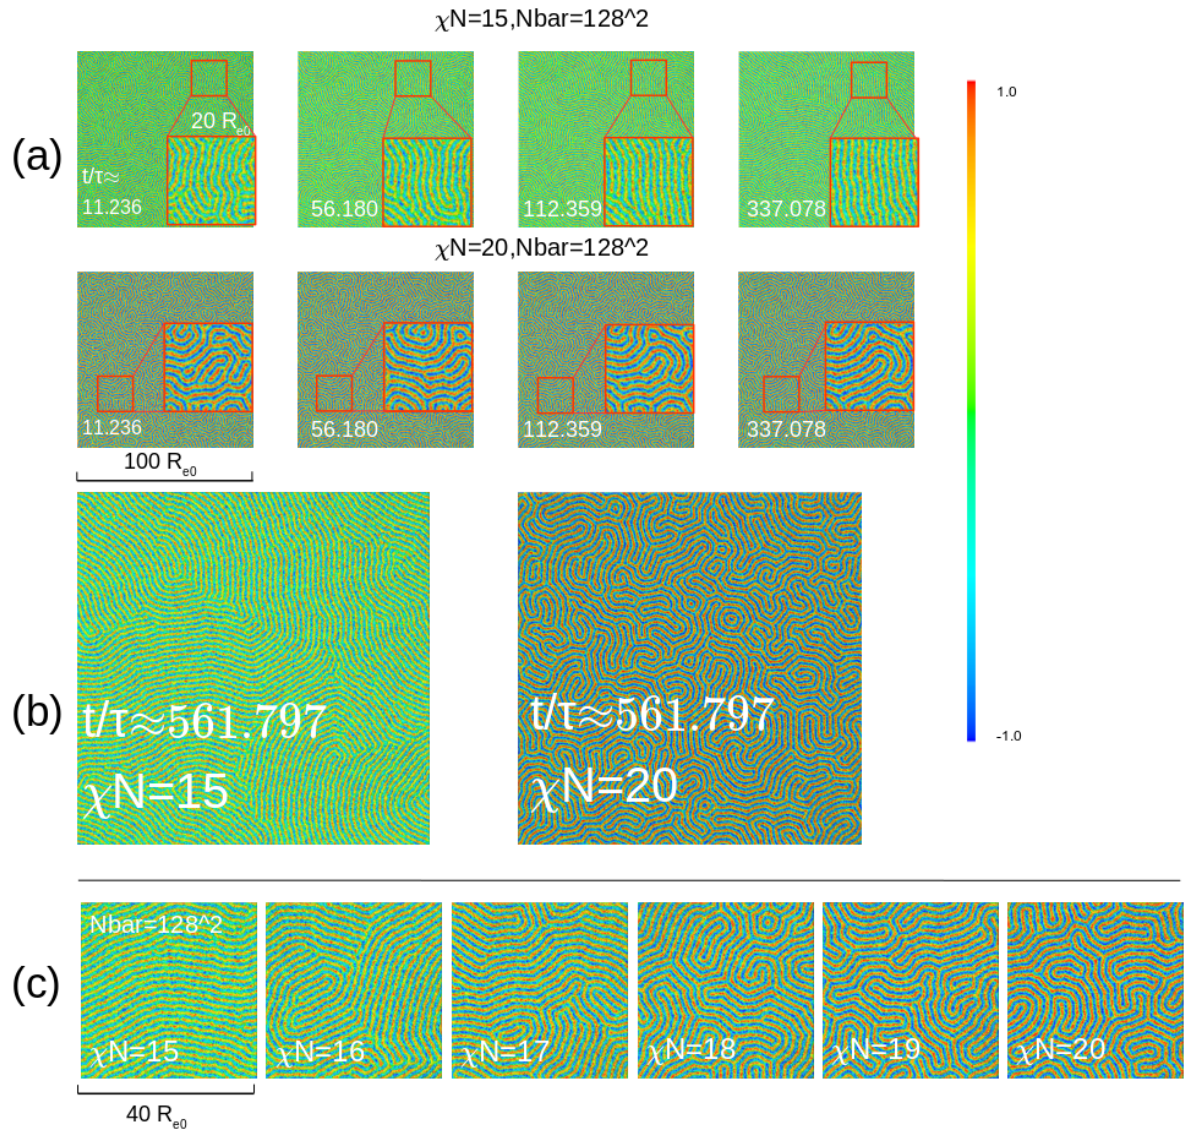 χN=15,Nbar=128^2
(a)
20 R_e0
t/τ≈
11.236
56.180
112.359
337.078
1.0
χN=20,Nbar=128^2
11.236
56.180
112.359
337.078
100 R_e0
(b)
t/τ≈561.797
χN=15
t/τ≈561.797
χN=20
-1.0
(c)
Nbar=128^2
χN=15
χN=16
χN=17
χN=18
χN=19
χN=20
40 R_e0